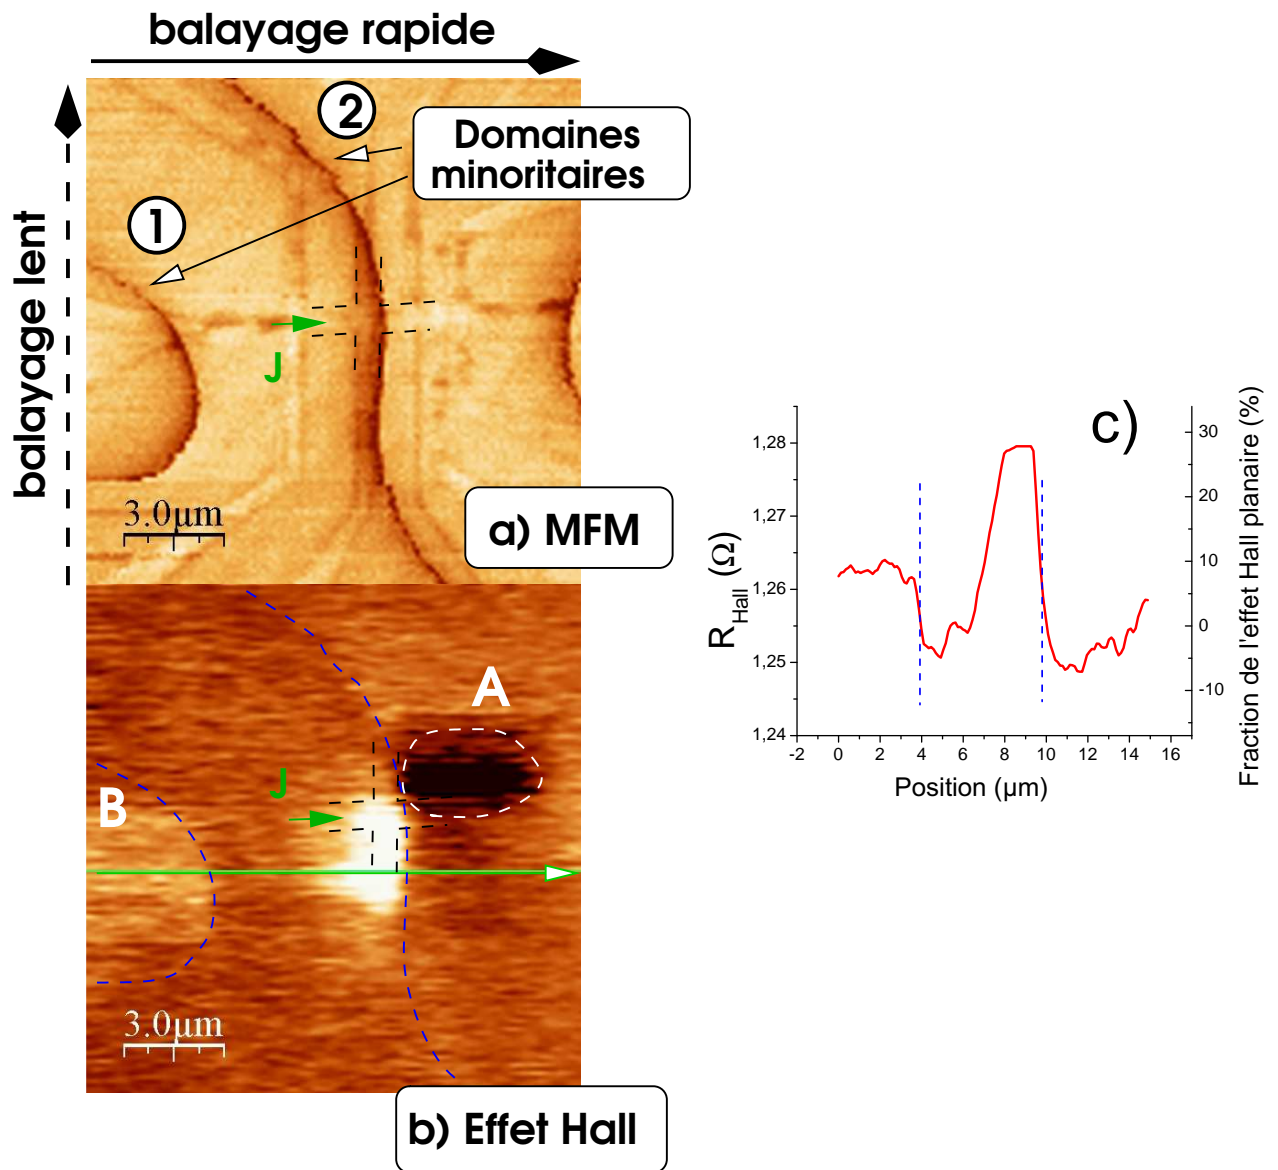 balayage rapide
balayage lent
2
Domaines
minoritaires
1
J
3.0µm
a) MFM
A
J
B
3.0µm
b) Effet Hall
c)
R_Hall (Ω)
1,28
1,27
1,26
1,25
1,24
-2 0 2 4 6 8 10 12 14 16
Position (µm)
30
20
10
0
-10
Fraction de l'effet Hall planaire (%)